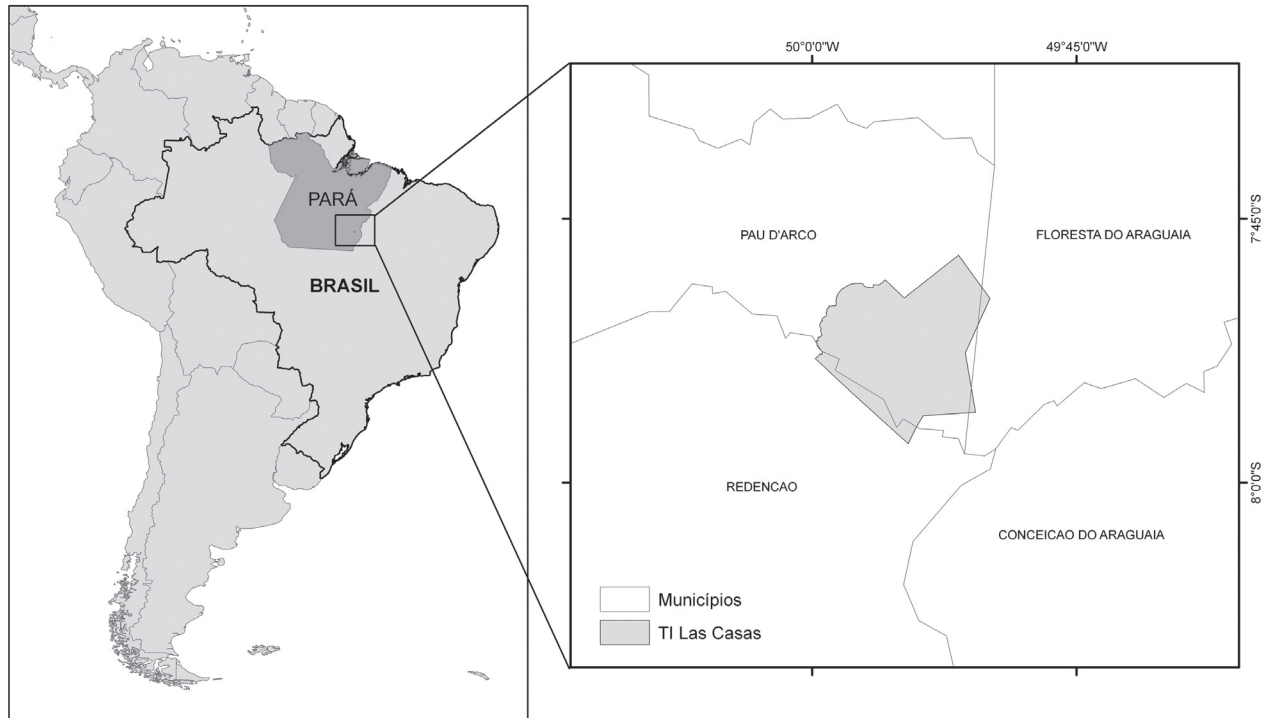 PARÁ
BRASIL
50°0'0"W
49°45'0"W
7°45'0"S
8°0'0"S
PAU D'ARCO
FLORESTA DO ARAGUAIA
REDENCAO
CONCEICAO DO ARAGUAIA
Municípios
TI Las Casas